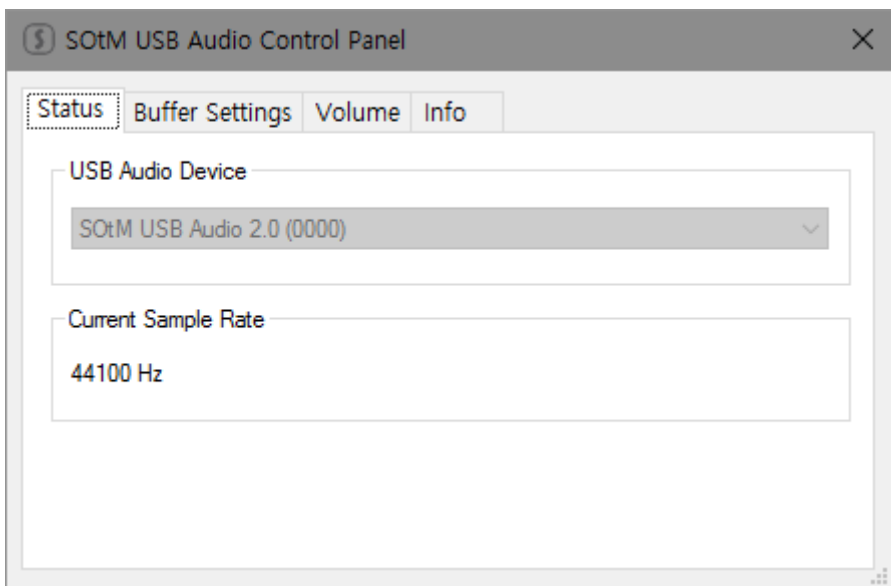 SOtM USB Audio Control Panel
Status Buffer Settings Volume Info
USB Audio Device
SOtM USB Audio 2.0 (0000)
Current Sample Rate
44100 Hz